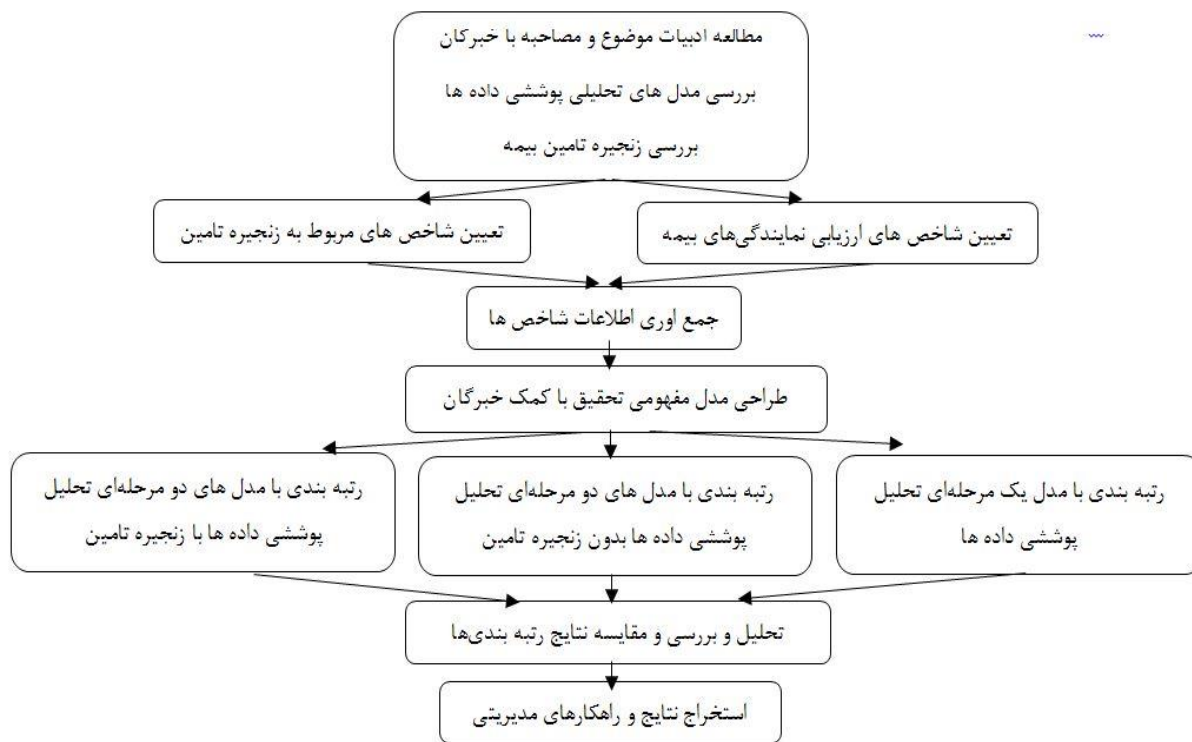 مطالعه ادبیات موضوع و مصاحبه با خبرکان
بررسی مدل های تحلیلی پوششی داده ها
بررسی زنجیره تامین بیمه
تعیین شاخص های ارزیابی نمایندگی‌های بیمه
تعیین شاخص های مربوط به زنجیره تامین
جمع اوری اطلاعات شاخص ها
طراحی مدل مفهومی تحقیق با کمک خبرگان
رتبه بندی با مدل یک مرحله‌ای تحلیل
پوششی داده ها
رتبه بندی با مدل های دو مرحله‌ای تحلیل
پوششی داده ها بدون زنجیره تامین
رتبه بندی با مدل های دو مرحله‌ای تحلیل
پوششی داده ها با زنجیره تامین
تحلیل و بررسی و مقایسه نتایج رتبه بندی‌ها
استخراج نتایج و راهکارهای مدیریتی